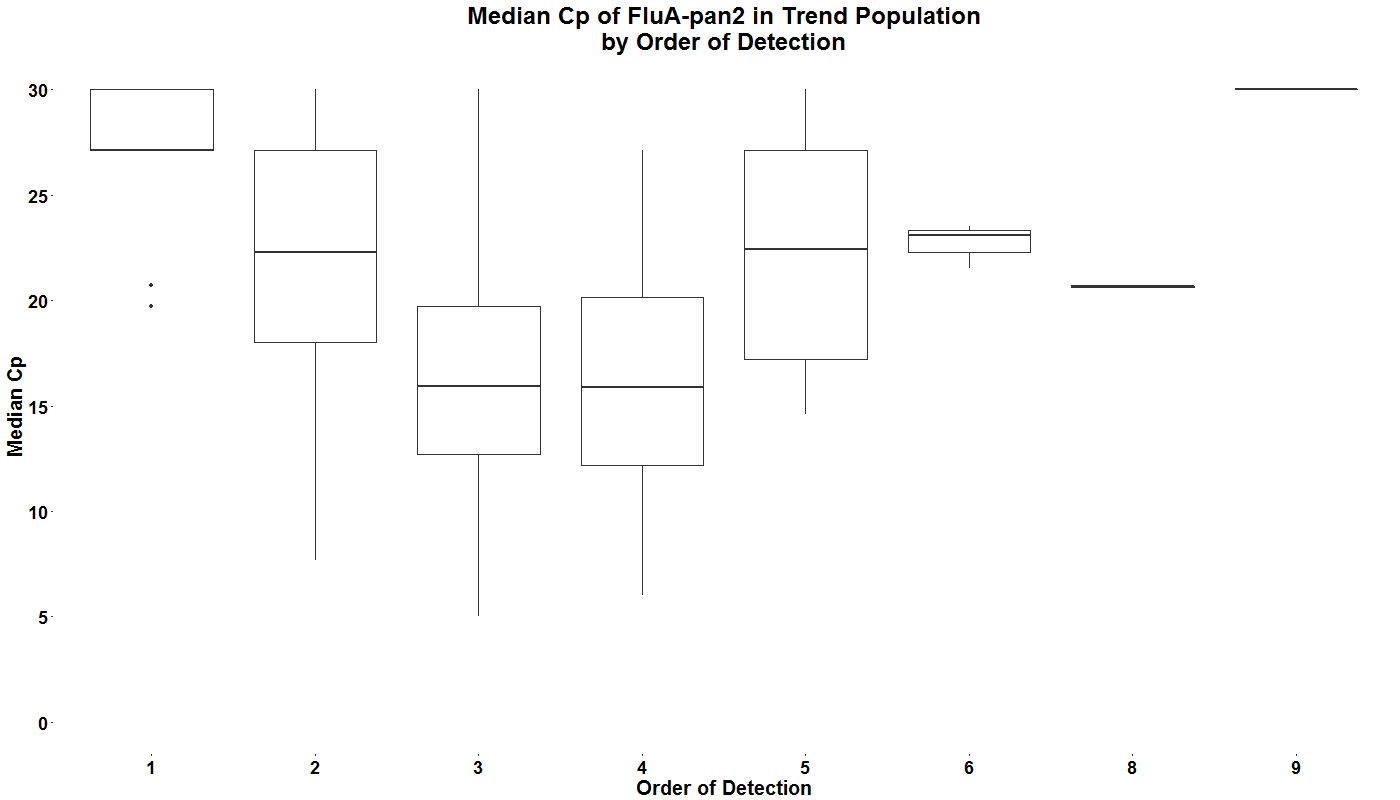 Median Cp of FluA-pan2 in Trend Population
by Order of Detection
30
25
20
15
10
5
0
Median Cp
1 2 3 4 5 6 8 9
Order of Detection